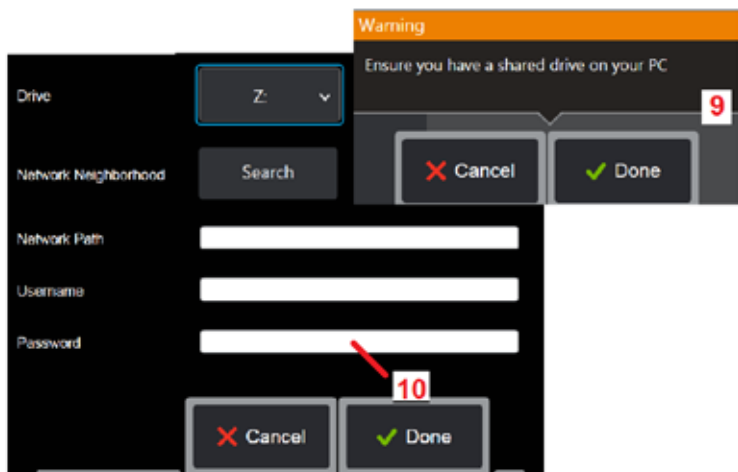 Warning
Ensure you have a shared drive on your PC
9
Cancel Done
Drive Z:
Network Neighborhood Search
Network Path
Username
Password
10
Cancel Done